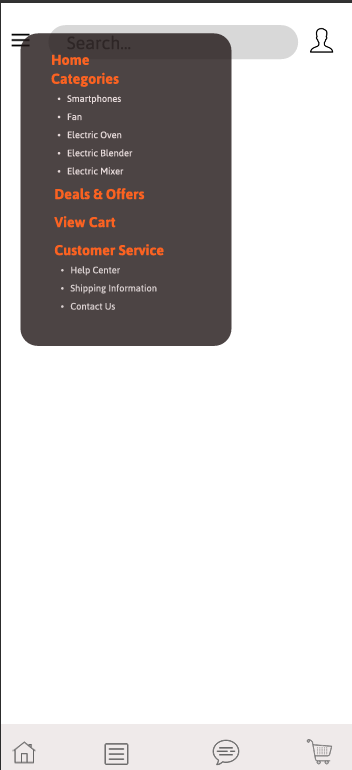 Search...
Home
Categories
• Smartphones
• Fan
• Electric Oven
• Electric Blender
• Electric Mixer
Deals & Offers
View Cart
Customer Service
• Help Center
• Shipping Information
• Contact Us